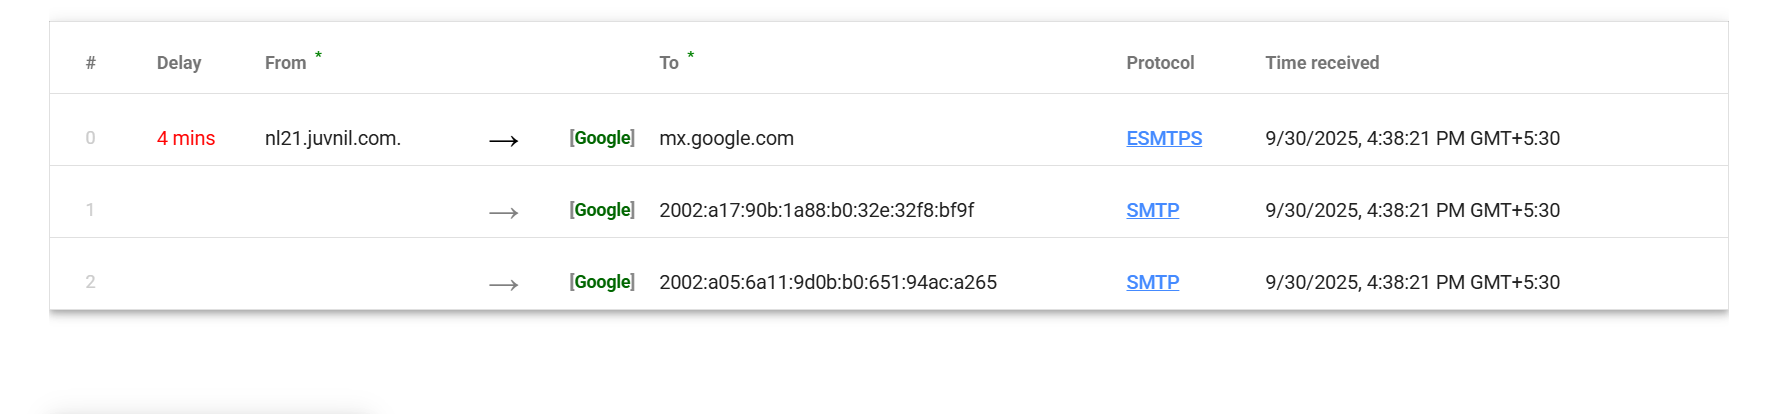 # Delay From * To * Protocol Time received
0 4 mins nl21.juvnil.com. → [Google] mx.google.com ESMTPS 9/30/2025, 4:38:21 PM GMT+5:30
1 → [Google] 2002:a17:90b:1a88:b0:32e:32f8:bf9f SMTP 9/30/2025, 4:38:21 PM GMT+5:30
2 → [Google] 2002:a05:6a11:9d0b:b0:651:94ac:a265 SMTP 9/30/2025, 4:38:21 PM GMT+5:30